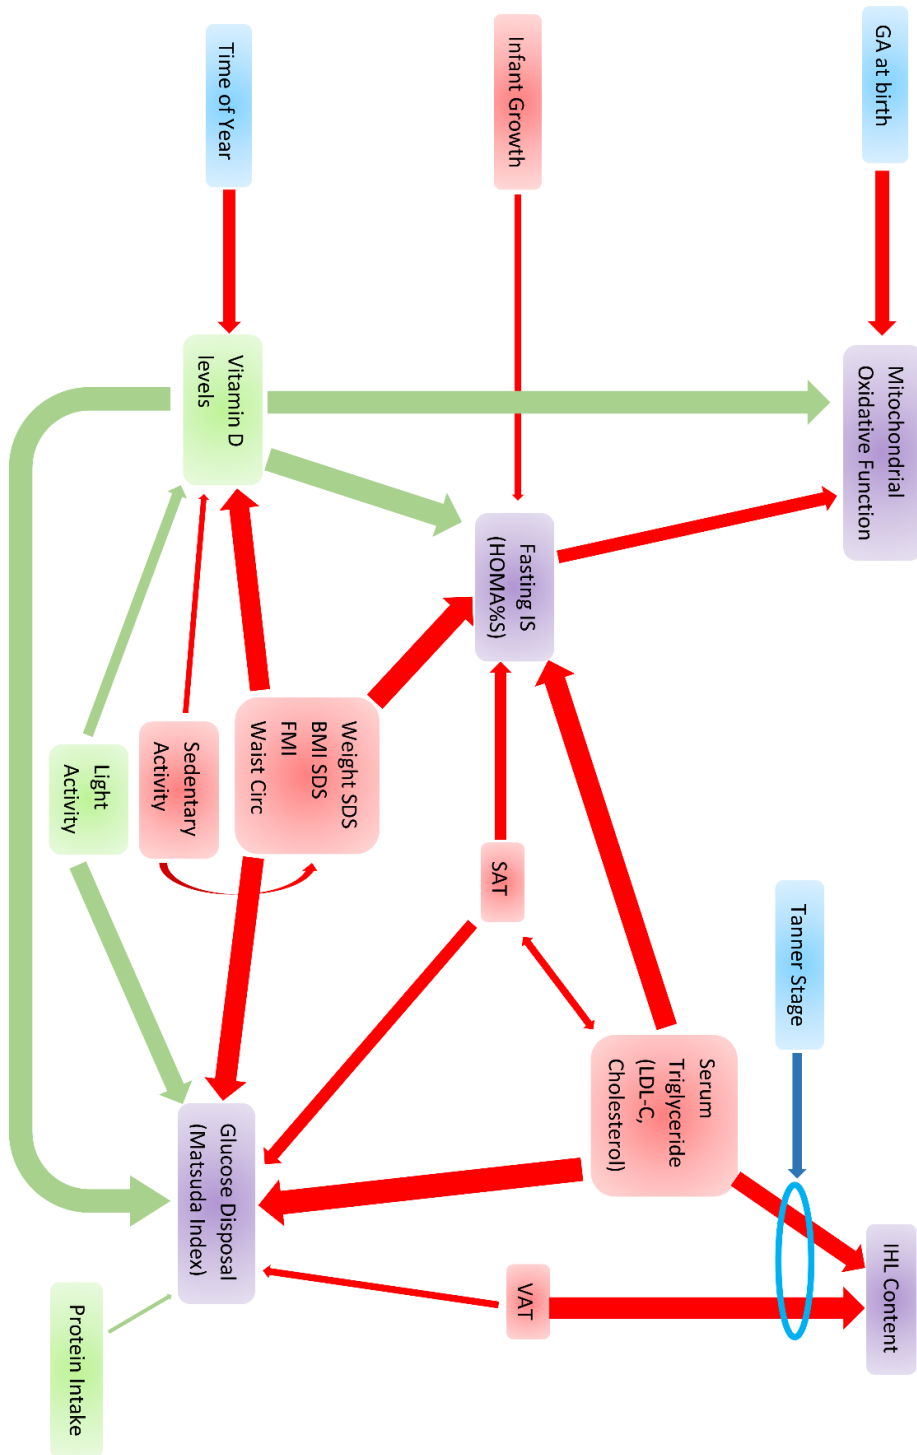 GA at birth
Mitochondrial
Oxidative Function
Tanner Stage
IHL Content
Infant Growth
Fasting IS
(HOMA%S)
SAT
Serum
Triglyceride
(LDL-C,
Cholesterol)
VAT
Time of Year
Vitamin D
levels
Weight SDS
BMI SDS
FMI
Waist Circ
Sedentary
Activity
Light
Activity
Glucose Disposal
(Matsuda Index)
Protein Intake